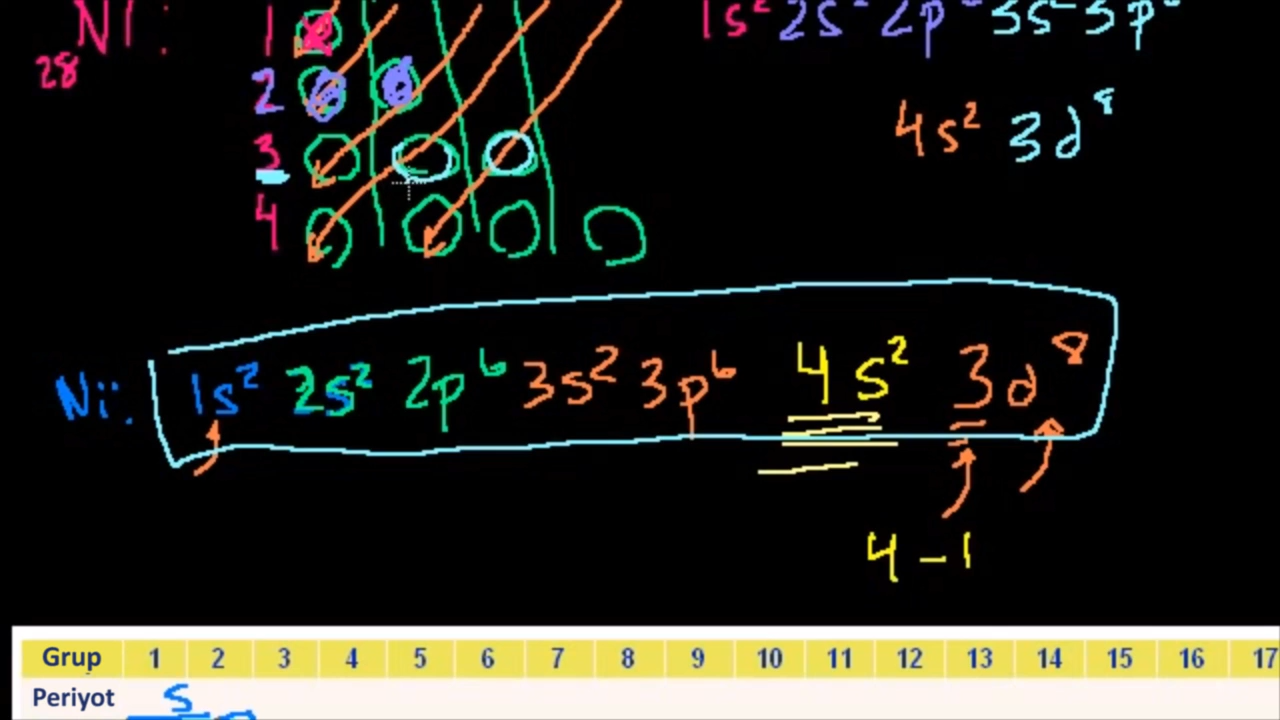 Ni: 1 1s² 2s² 2p⁶ 3s² 3p⁶
28 2
3 4s² 3d⁸
4
Ni: 1s² 2s² 2p⁶ 3s² 3p⁶ 4s² 3d⁸
4 - 1
Grup 1 2 3 4 5 6 7 8 9 10 11 12 13 14 15 16 17
Periyot s